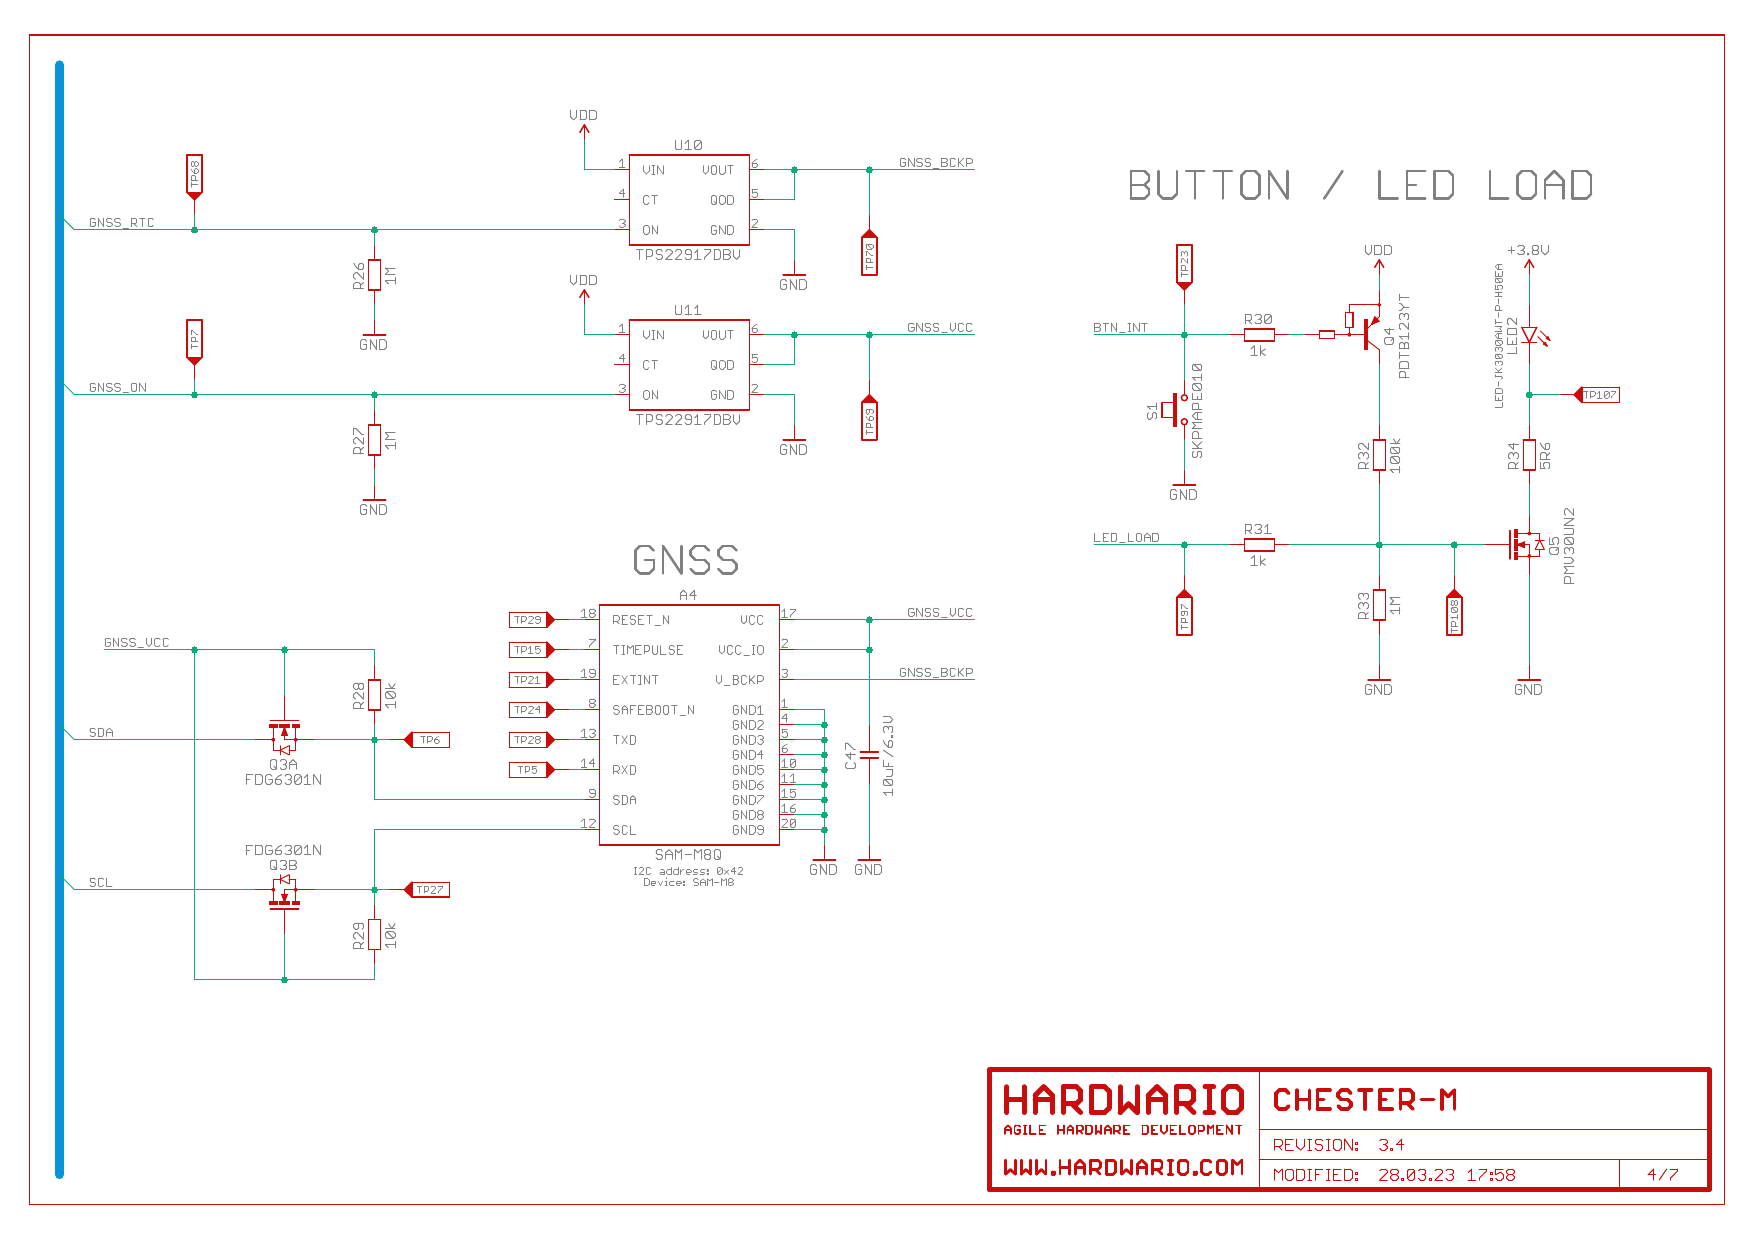 VDD
U10
TP68
1 VIN VOUT 6
GNSS_BCKP
4 CT QOD 5
GNSS_RTC
3 ON GND 2
TPS22917DBV
TP70
R26
1M
GND
GND
VDD
U11
TP7
1 VIN VOUT 6
GNSS_VCC
4 CT QOD 5
GNSS_ON
3 ON GND 2
TPS22917DBV
TP69
R27
1M
GND
GND
BUTTON / LED LOAD
TP23
VDD
+3.8V
BTN_INT
R30
1k
Q4
PDTB123YT
LED-JK3030AWT-P-H50EA
LED2
TP107
S1
SKPMAPE010
GND
R32
100k
R34
5R6
LED_LOAD
R31
1k
Q5
PMV30UN2
TP97
R33
1M
TP108
GND
GND
GNSS
A4
TP29 18 RESET_N VCC 17
GNSS_VCC
TP15 7 TIMEPULSE VCC_IO 2
TP21 19 EXTINT V_BCKP 3
GNSS_BCKP
TP24 8 SAFEBOOT_N GND1 1
GND2 4
TP28 13 TXD GND3 5
GND4 6
TP5 14 RXD GND5 10
GND6 11
9 SDA GND7 15
GND8 16
12 SCL GND9 20
SAM-M8Q
I2C address: 0x42
Device: SAM-M8
C47
10uF/6.3V
GND
GND
GNSS_VCC
R28
10k
SDA
TP6
Q3A
FDG6301N
FDG6301N
Q3B
SCL
TP27
R29
10k
HARDWARIO
AGILE HARDWARE DEVELOPMENT
WWW.HARDWARIO.COM
CHESTER-M
REVISION: 3.4
MODIFIED: 28.03.23 17:58
4/7